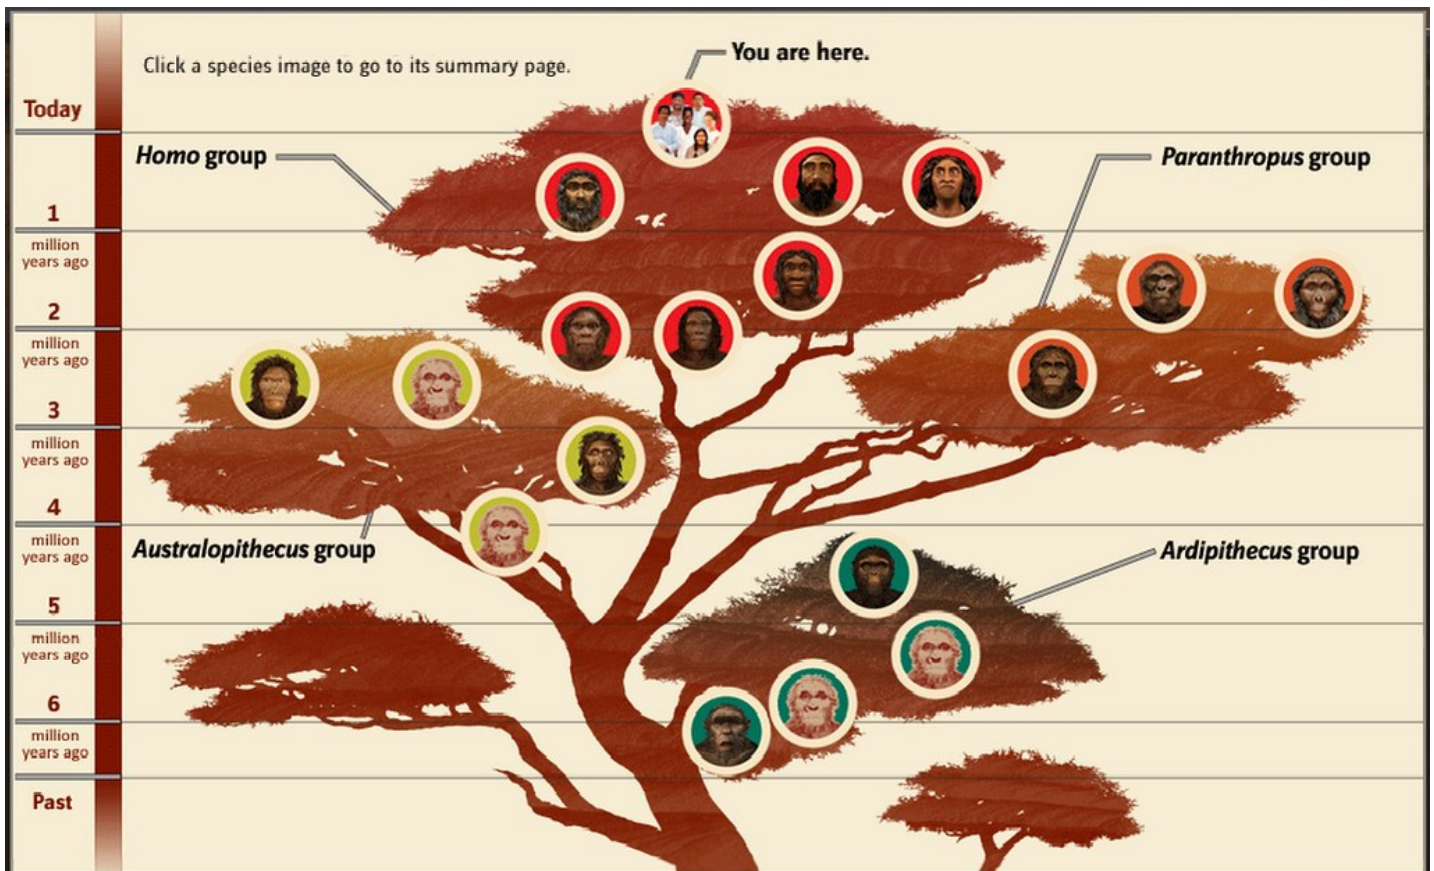 You are here.
Click a species image to go to its summary page.
Today
Homo group
Paranthropus group
1
million
years ago
2
million
years ago
3
million
years ago
4
million
years ago
Australopithecus group
Ardipithecus group
5
million
years ago
6
million
years ago
Past